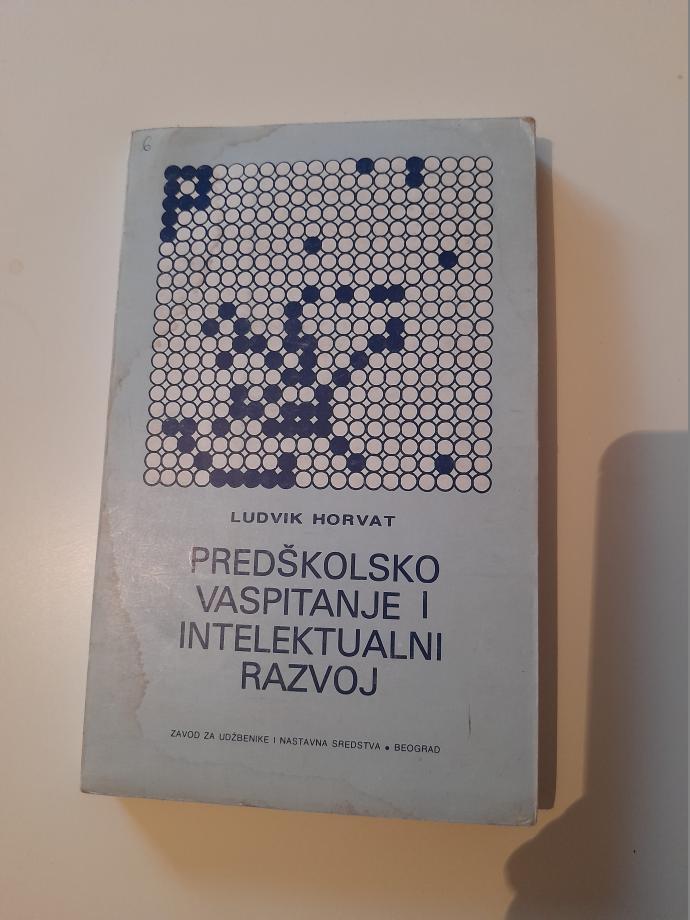 6
P
LUDVIK HORVAT
PREDŠKOLSKO
VASPITANJE I
INTELEKTUALNI
RAZVOJ
ZAVOD ZA UDŽBENIKE I NASTAVNA SREDSTVA • BEOGRAD